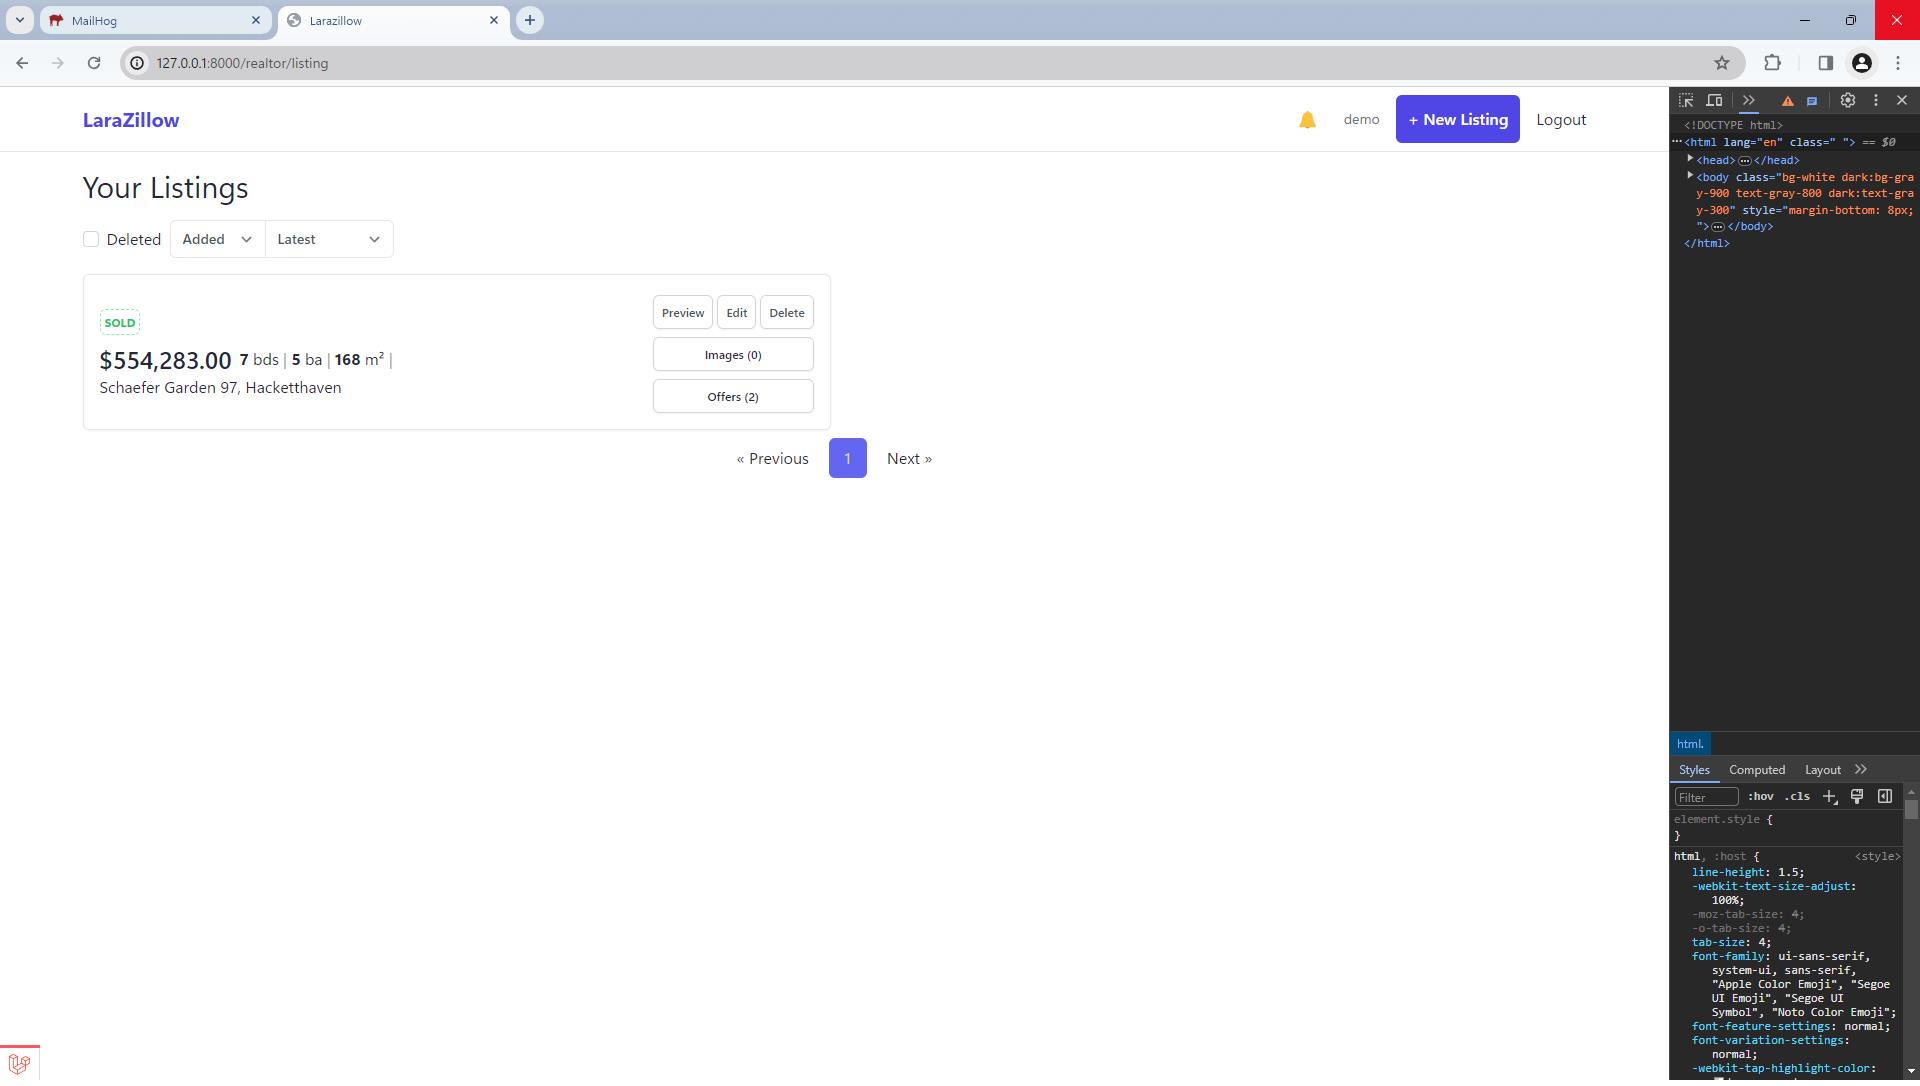 MailHog
Larazillow
127.0.0.1:8000/realtor/listing
LaraZillow
demo
+ New Listing
Logout
Your Listings
Deleted
Added
Latest
SOLD
$554,283.00 7 bds | 5 ba | 168 m² |
Schaefer Garden 97, Hacketthaven
Preview
Edit
Delete
Images (0)
Offers (2)
« Previous
1
Next »
<!DOCTYPE html>
<html lang="en" class=" "> == $0
<head>…</head>
<body class="bg-white dark:bg-gra
y-900 text-gray-800 dark:text-gra
y-300" style="margin-bottom: 8px;
">…</body>
</html>
html.
Styles
Computed
Layout
Filter
:hov
.cls
element.style {
}
html, :host {
<style>
line-height: 1.5;
-webkit-text-size-adjust:
100%;
-moz-tab-size: 4;
-o-tab-size: 4;
tab-size: 4;
font-family: ui-sans-serif,
system-ui, sans-serif,
"Apple Color Emoji", "Segoe
UI Emoji", "Segoe UI
Symbol", "Noto Color Emoji";
font-feature-settings: normal;
font-variation-settings:
normal;
-webkit-tap-highlight-color: